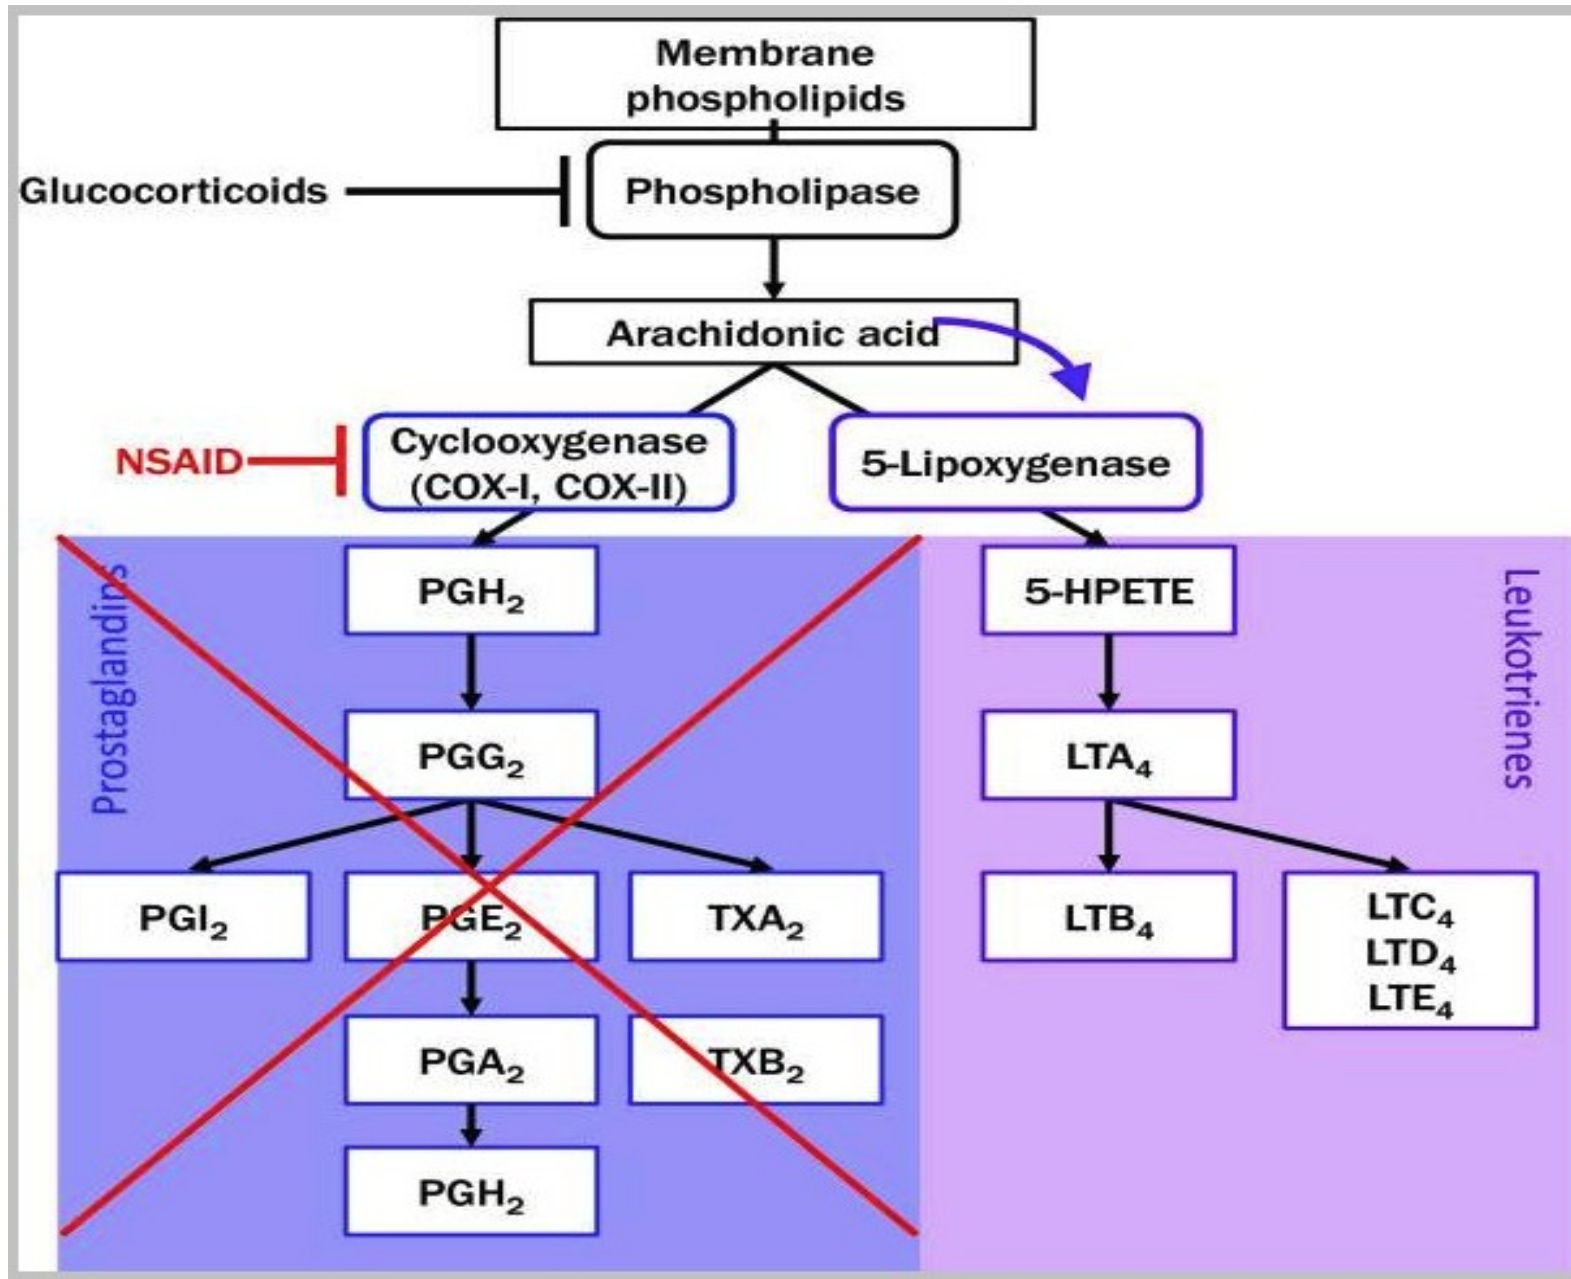 Membrane
phospholipids
Glucocorticoids
Phospholipase
Arachidonic acid
NSAID
Cyclooxygenase
(COX-I, COX-II)
5-Lipoxygenase
Prostaglandins
PGH₂
5-HPETE
Leukotrienes
PGG₂
LTA₄
PGI₂
PGE₂
TXA₂
LTB₄
LTC₄
LTD₄
LTE₄
PGA₂
TXB₂
PGH₂